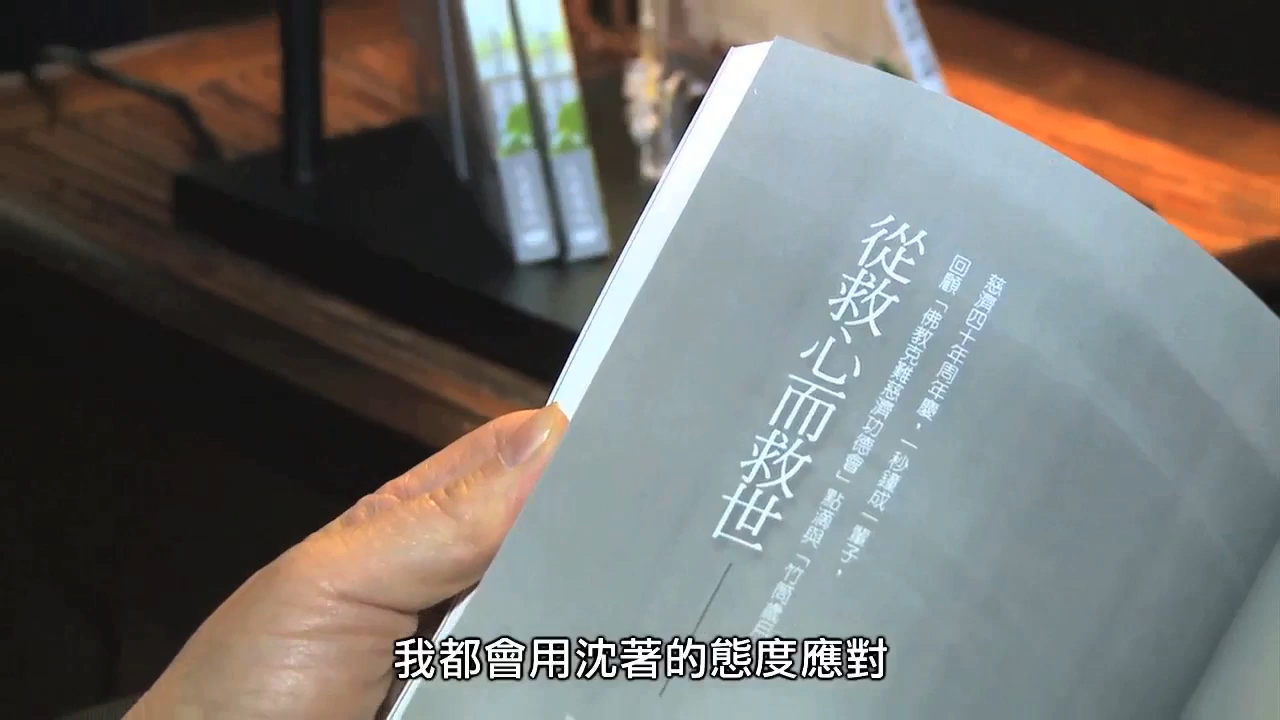 慈濟四十年周年慶，一秒鐘成一輩子，
回顧「佛教克難慈濟功德會」點滴與「竹筒
從救心而救世──
我都會用沈著的態度應對